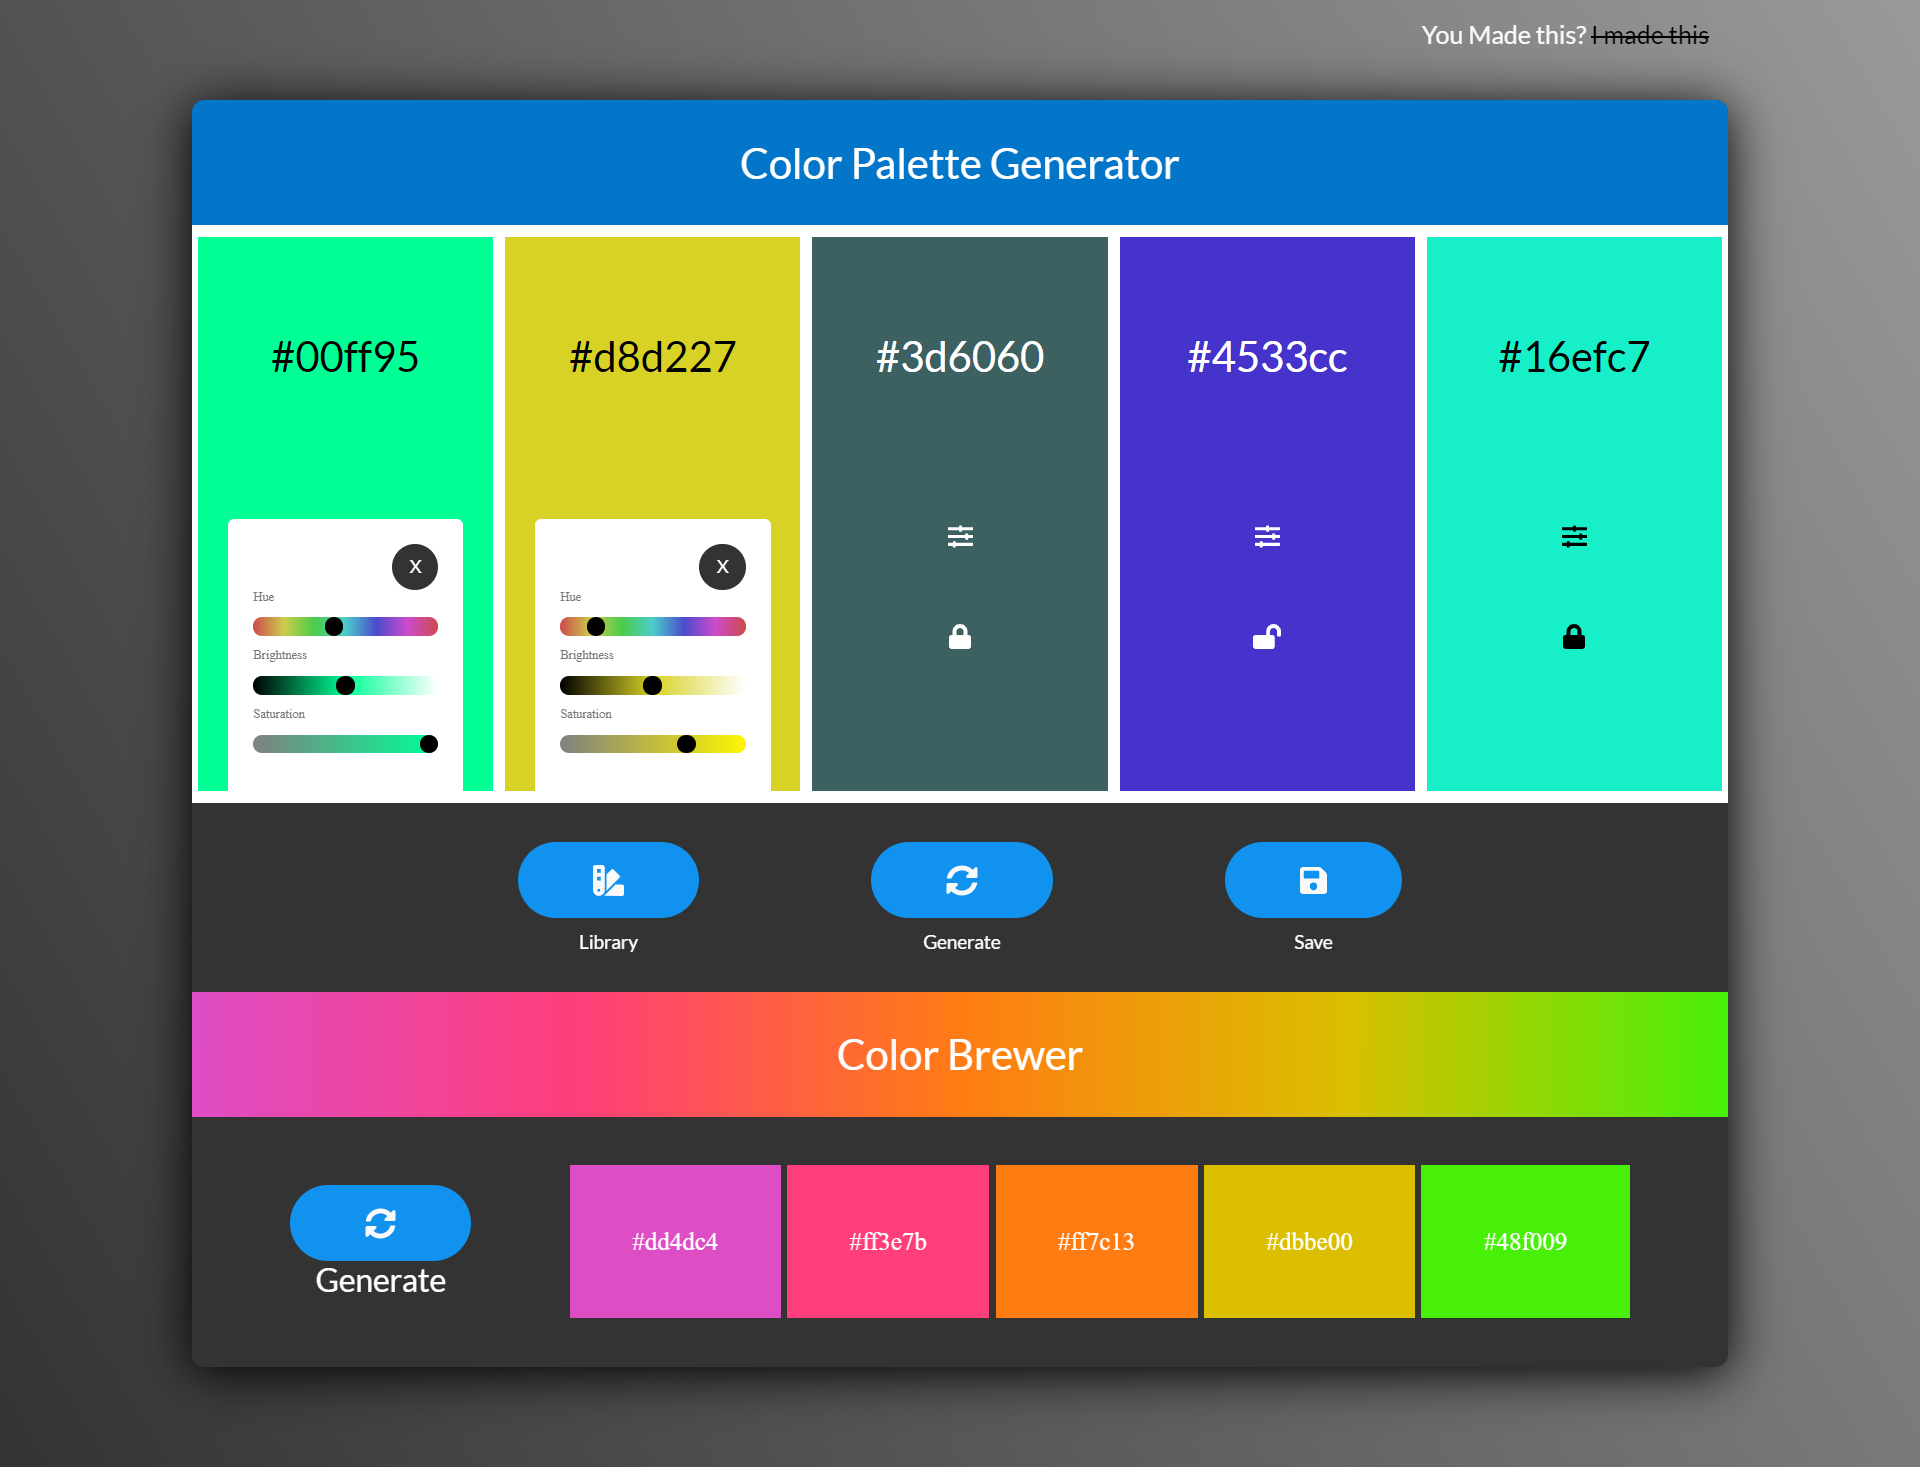 You Made this? I made this
Color Palette Generator
#00ff95
#d8d227
#3d6060
#4533cc
#16efc7
X
Hue
Brightness
Saturation
X
Hue
Brightness
Saturation
Library
Generate
Save
Color Brewer
Generate
#dd4dc4
#ff3e7b
#ff7c13
#dbbe00
#48f009